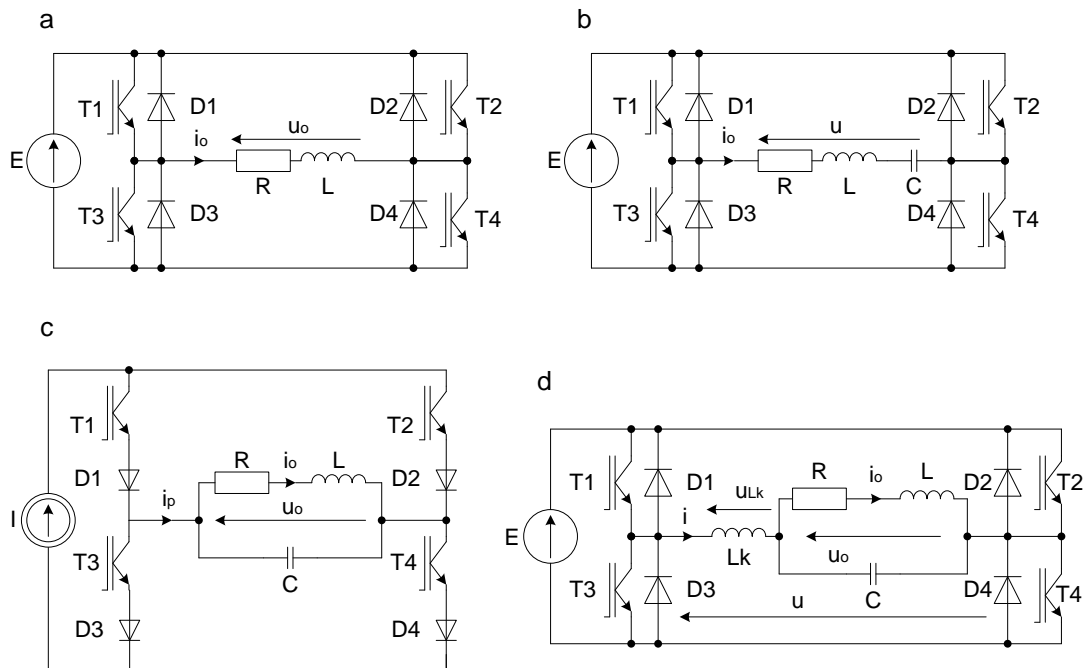 a
T1
D1
D2
T2
uo
io
E
R
L
T3
D3
D4
T4
b
T1
D1
D2
T2
u
io
E
R
L
C
T3
D3
D4
T4
c
T1
T2
D1
R
io
L
D2
ip
uo
I
T3
C
T4
D3
D4
d
T1
D1
R
io
L
D2
T2
uLk
i
E
Lk
uo
T3
D3
C
D4
T4
u